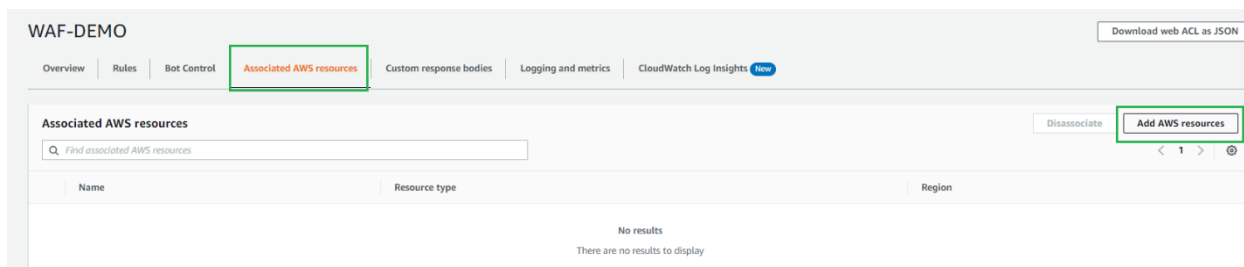 WAF-DEMO
Download web ACL as JSON
Overview Rules Bot Control Associated AWS resources Custom response bodies Logging and metrics CloudWatch Log Insights New
Associated AWS resources Disassociate Add AWS resources
Find associated AWS resources 1
Name Resource type Region
No results
There are no results to display